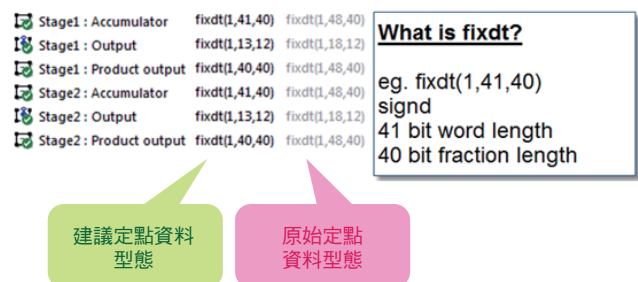 Stage1 : Accumulator fixdt(1,41,40) fixdt(1,48,40)
Stage1 : Output fixdt(1,13,12) fixdt(1,18,12)
Stage1 : Product output fixdt(1,40,40) fixdt(1,48,40)
Stage2 : Accumulator fixdt(1,41,40) fixdt(1,48,40)
Stage2 : Output fixdt(1,13,12) fixdt(1,18,12)
Stage2 : Product output fixdt(1,40,40) fixdt(1,48,40)
What is fixdt?
eg. fixdt(1,41,40)
signd
41 bit word length
40 bit fraction length
建議定點資料
型態
原始定點
資料型態